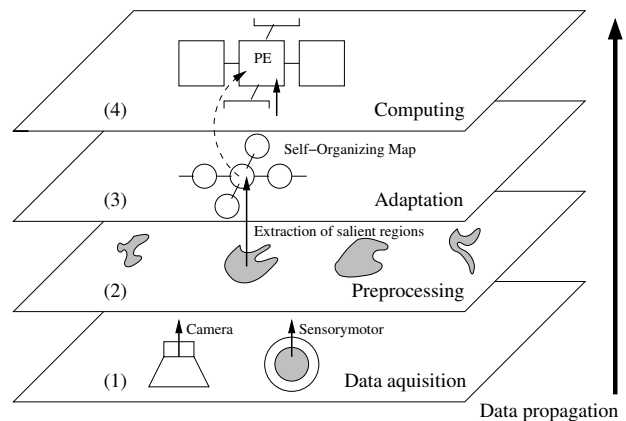 PE
(4)
Computing
Self-Organizing Map
(3)
Adaptation
Extraction of salient regions
(2)
Preprocessing
Camera
Sensorymotor
(1)
Data aquisition
Data propagation